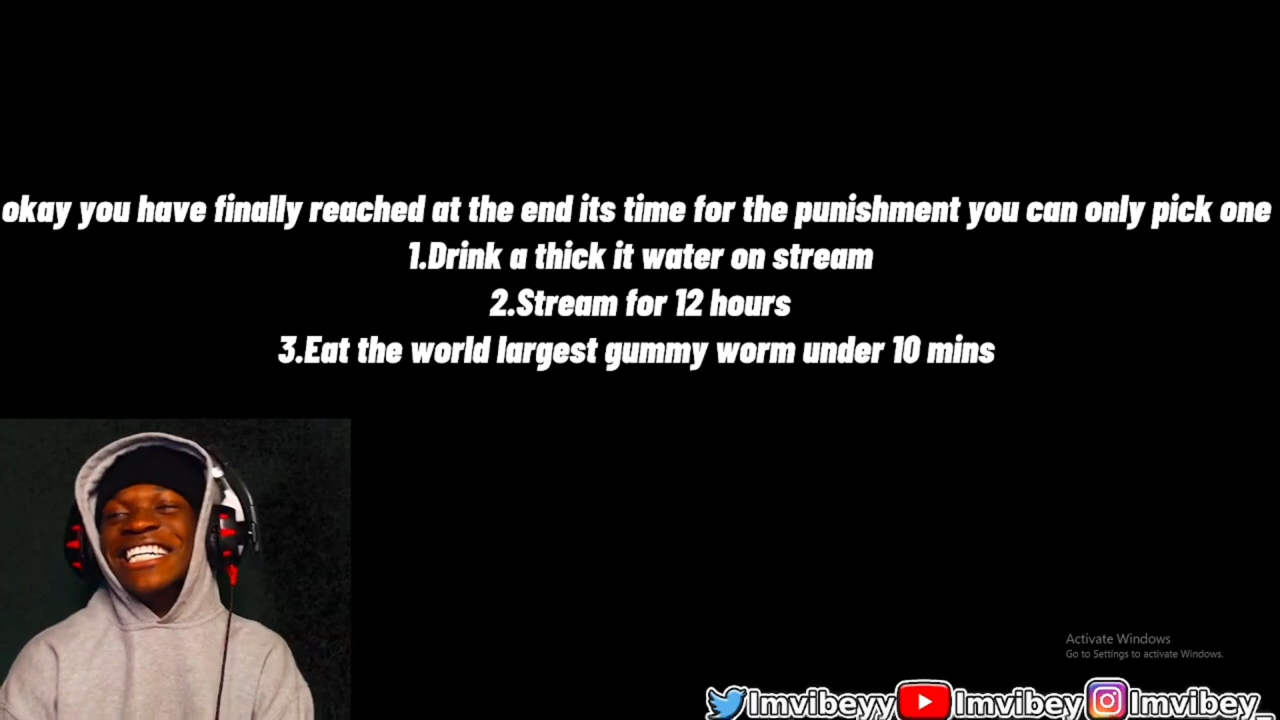 okay you have finally reached at the end its time for the punishment you can only pick one
1.Drink a thick it water on stream
2.Stream for 12 hours
3.Eat the world largest gummy worm under 10 mins
Activate Windows
Go to Settings to activate Windows.
Imvibeyy Imvibey Imvibey_